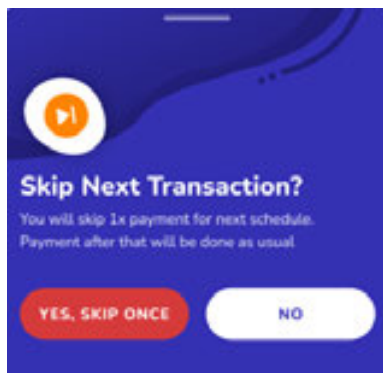 Skip Next Transaction?
You will skip 1x payment for next schedule.
Payment after that will be done as usual
YES, SKIP ONCE
NO